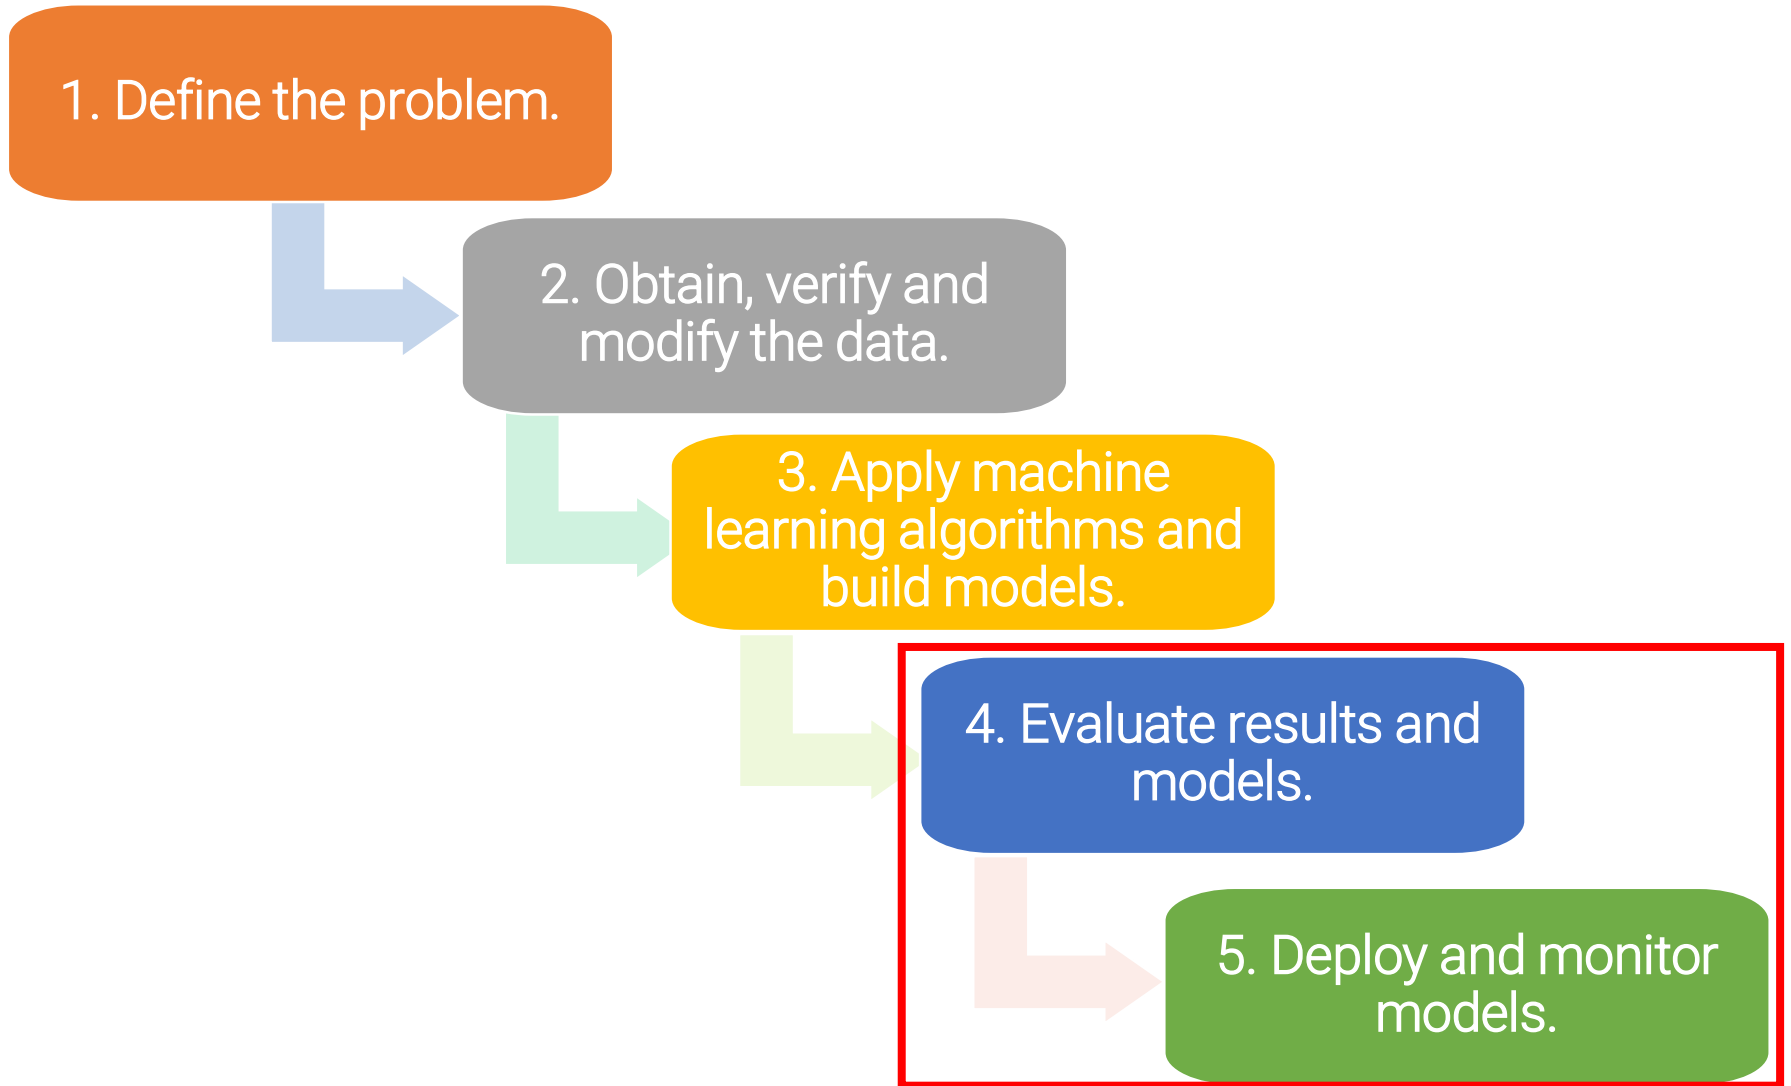 1. Define the problem.
2. Obtain, verify and
modify the data.
3. Apply machine
learning algorithms and
build models.
4. Evaluate results and
models.
5. Deploy and monitor
models.